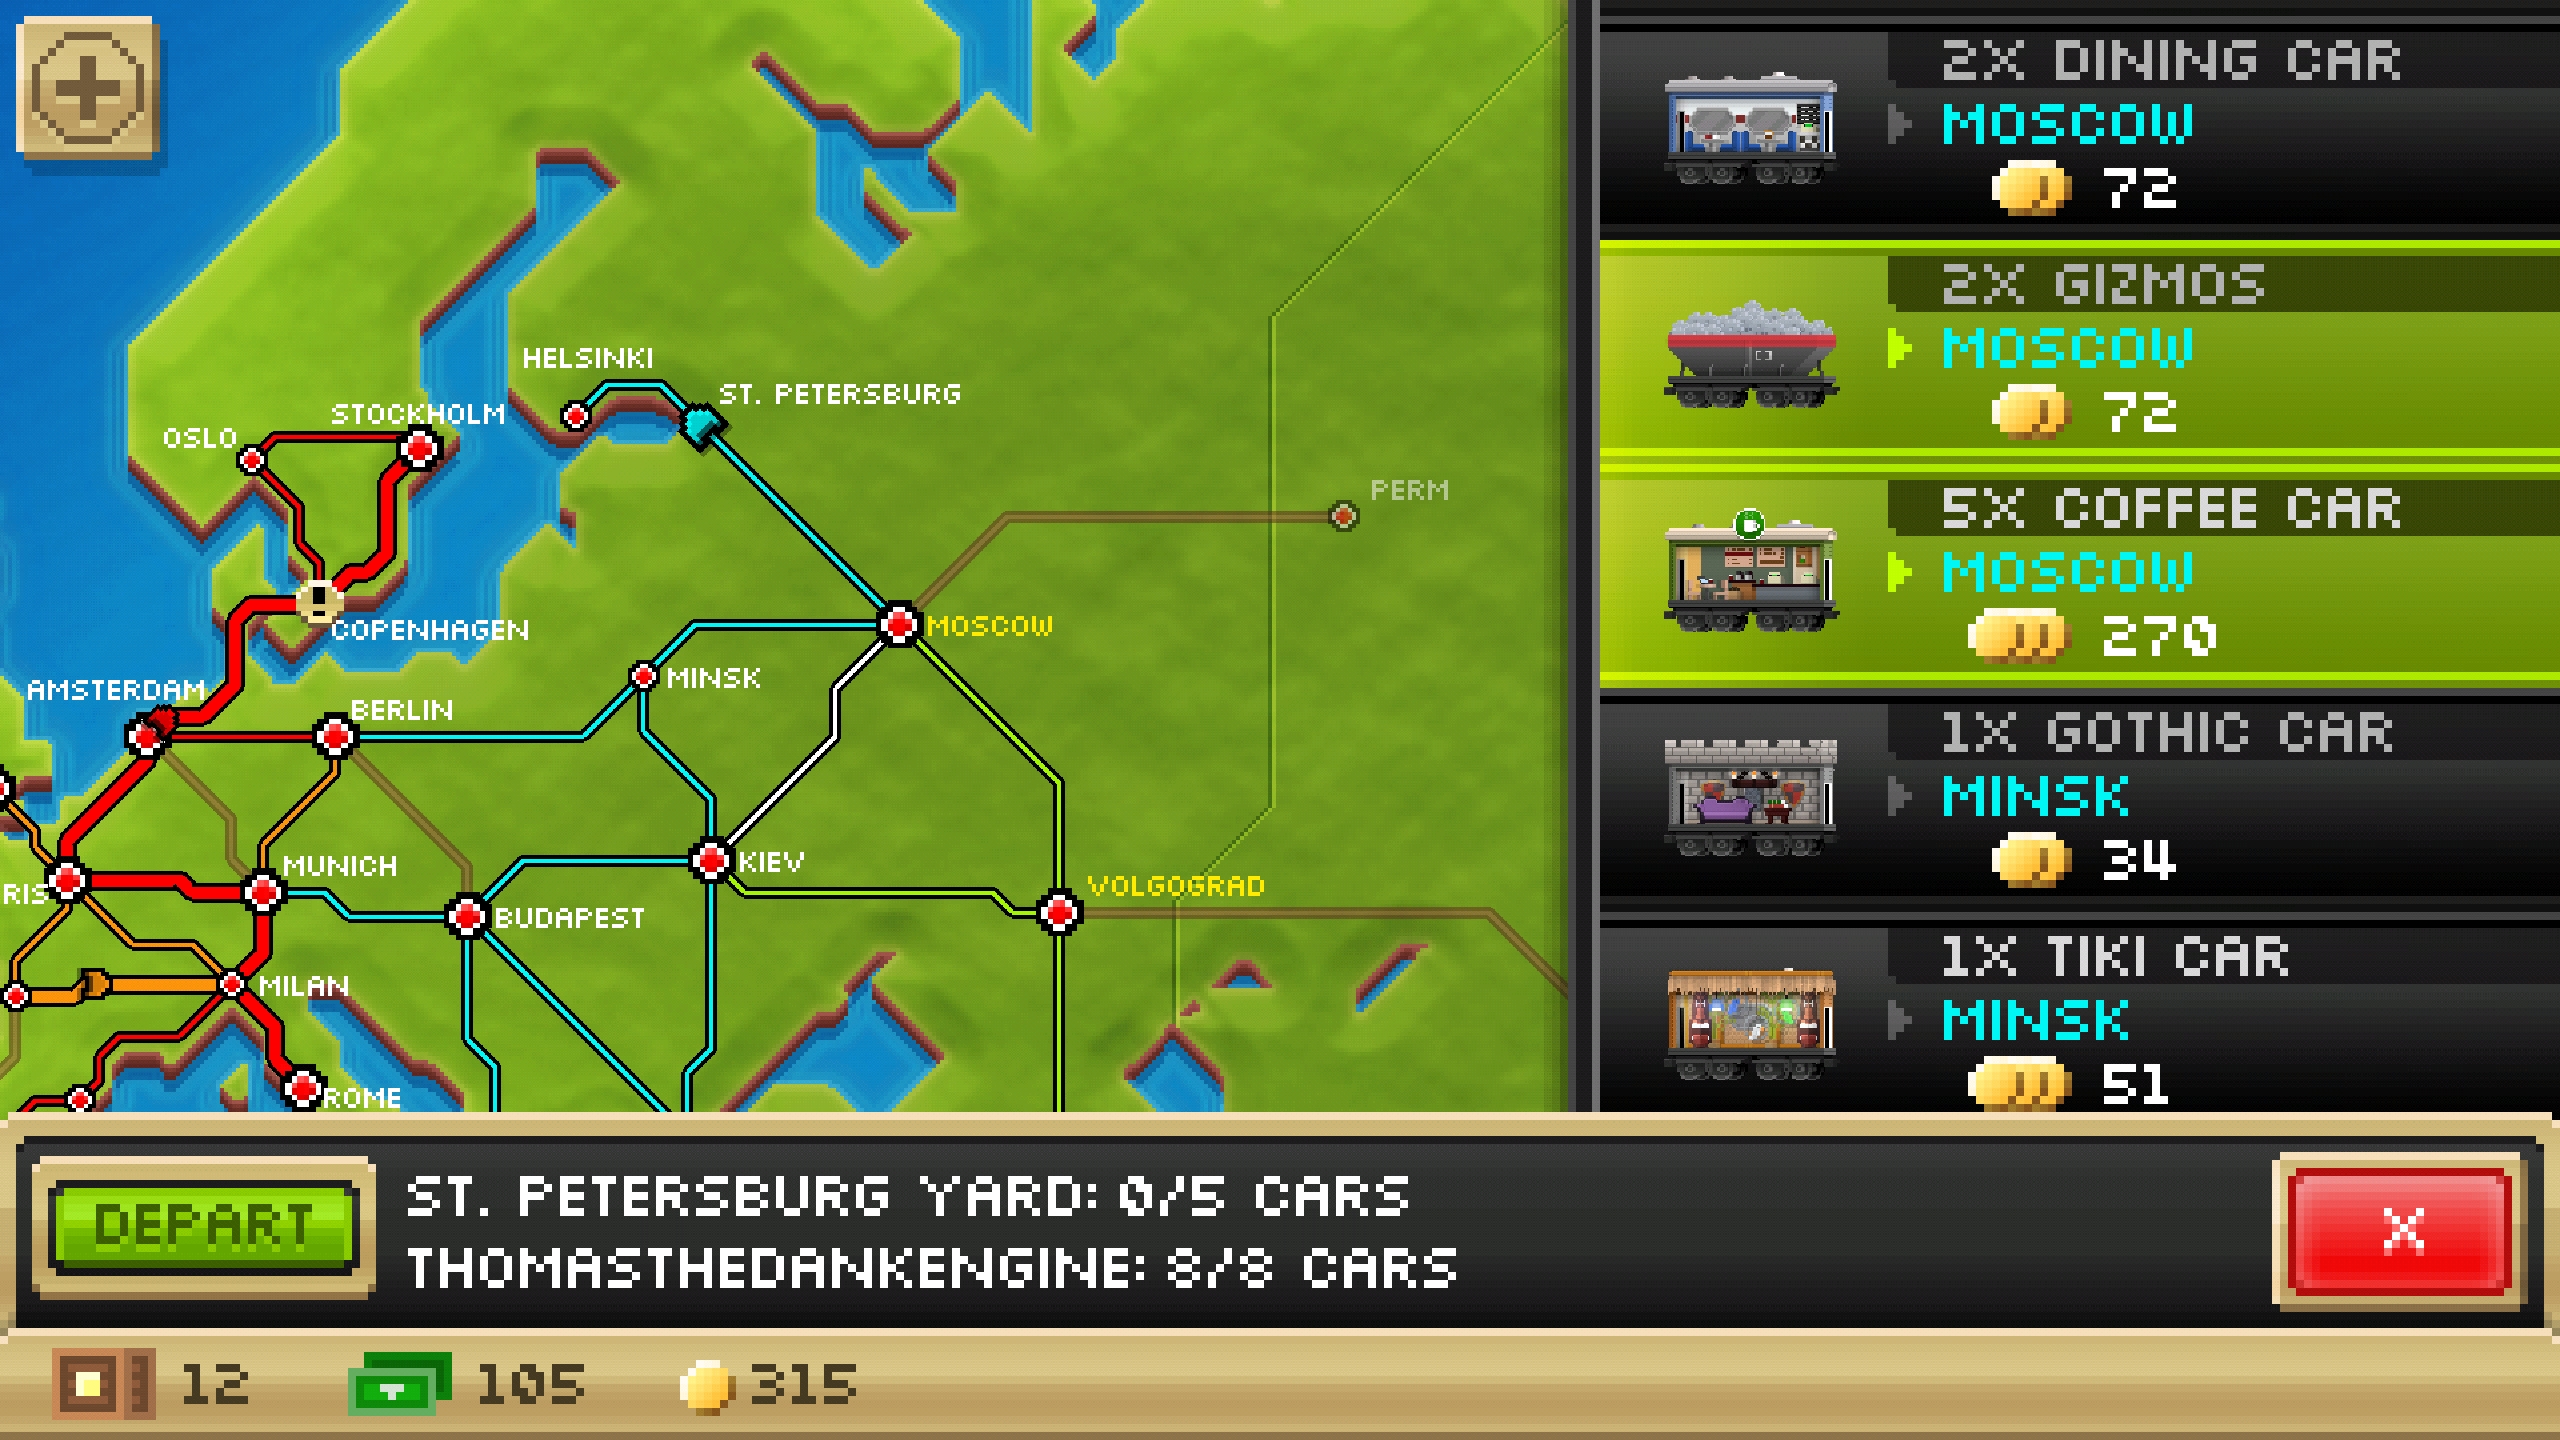 2X DINING CAR
MOSCOW
72
2X GIZMOS
MOSCOW
72
5X COFFEE CAR
MOSCOW
270
1X GOTHIC CAR
MINSK
34
1X TIKI CAR
MINSK
51
HELSINKI
ST. PETERSBURG
STOCKHOLM
OSLO
PERM
COPENHAGEN
MOSCOW
MINSK
AMSTERDAM
BERLIN
MUNICH
KIEV
RIS
VOLGOGRAD
BUDAPEST
MILAN
ROME
DEPART
ST. PETERSBURG YARD: 0/5 CARS
THOMASTHEDANKENGINE: 8/8 CARS
X
12
105
315